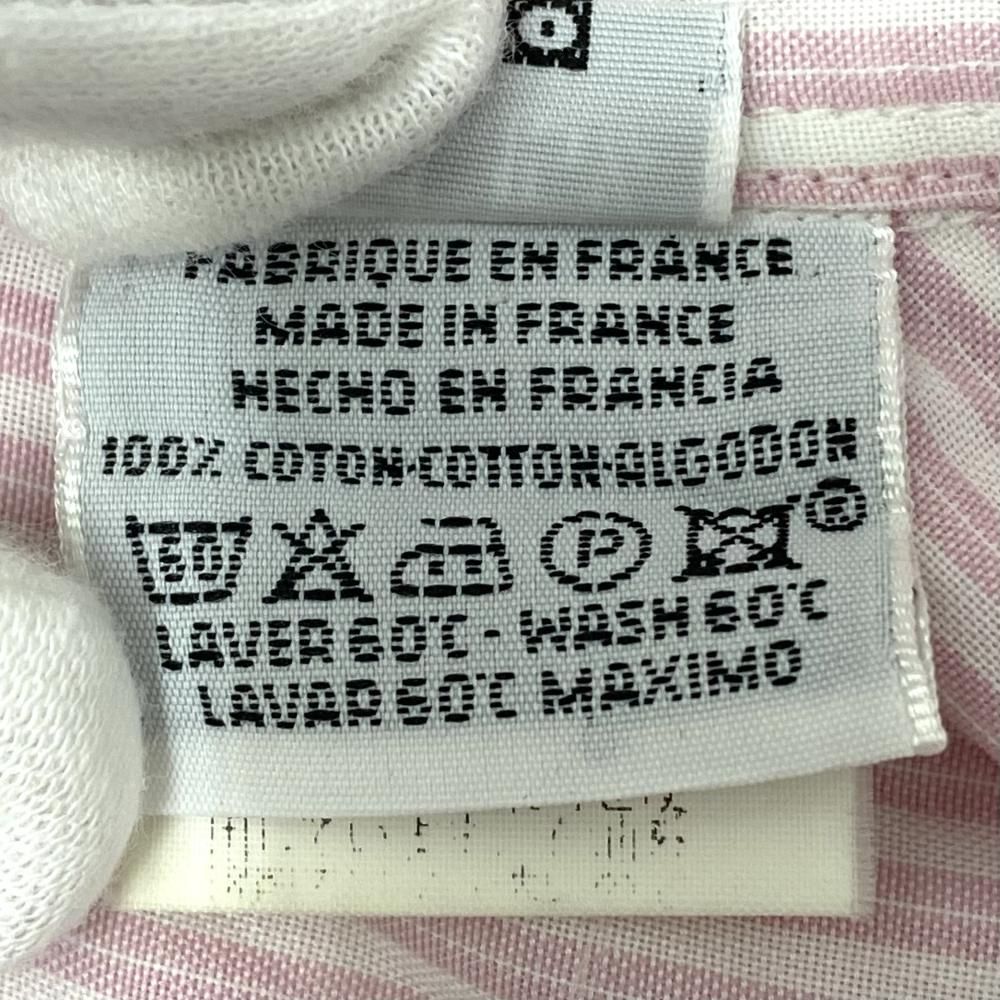 FABRIQUE EN FRANCE
MADE IN FRANCE
HECHO EN FRANCIA
100% COTON·COTTON·ALGODON
60 P ®
LAVER 60°C - WASH 60°C
LAVAR 60°C MAXIMO